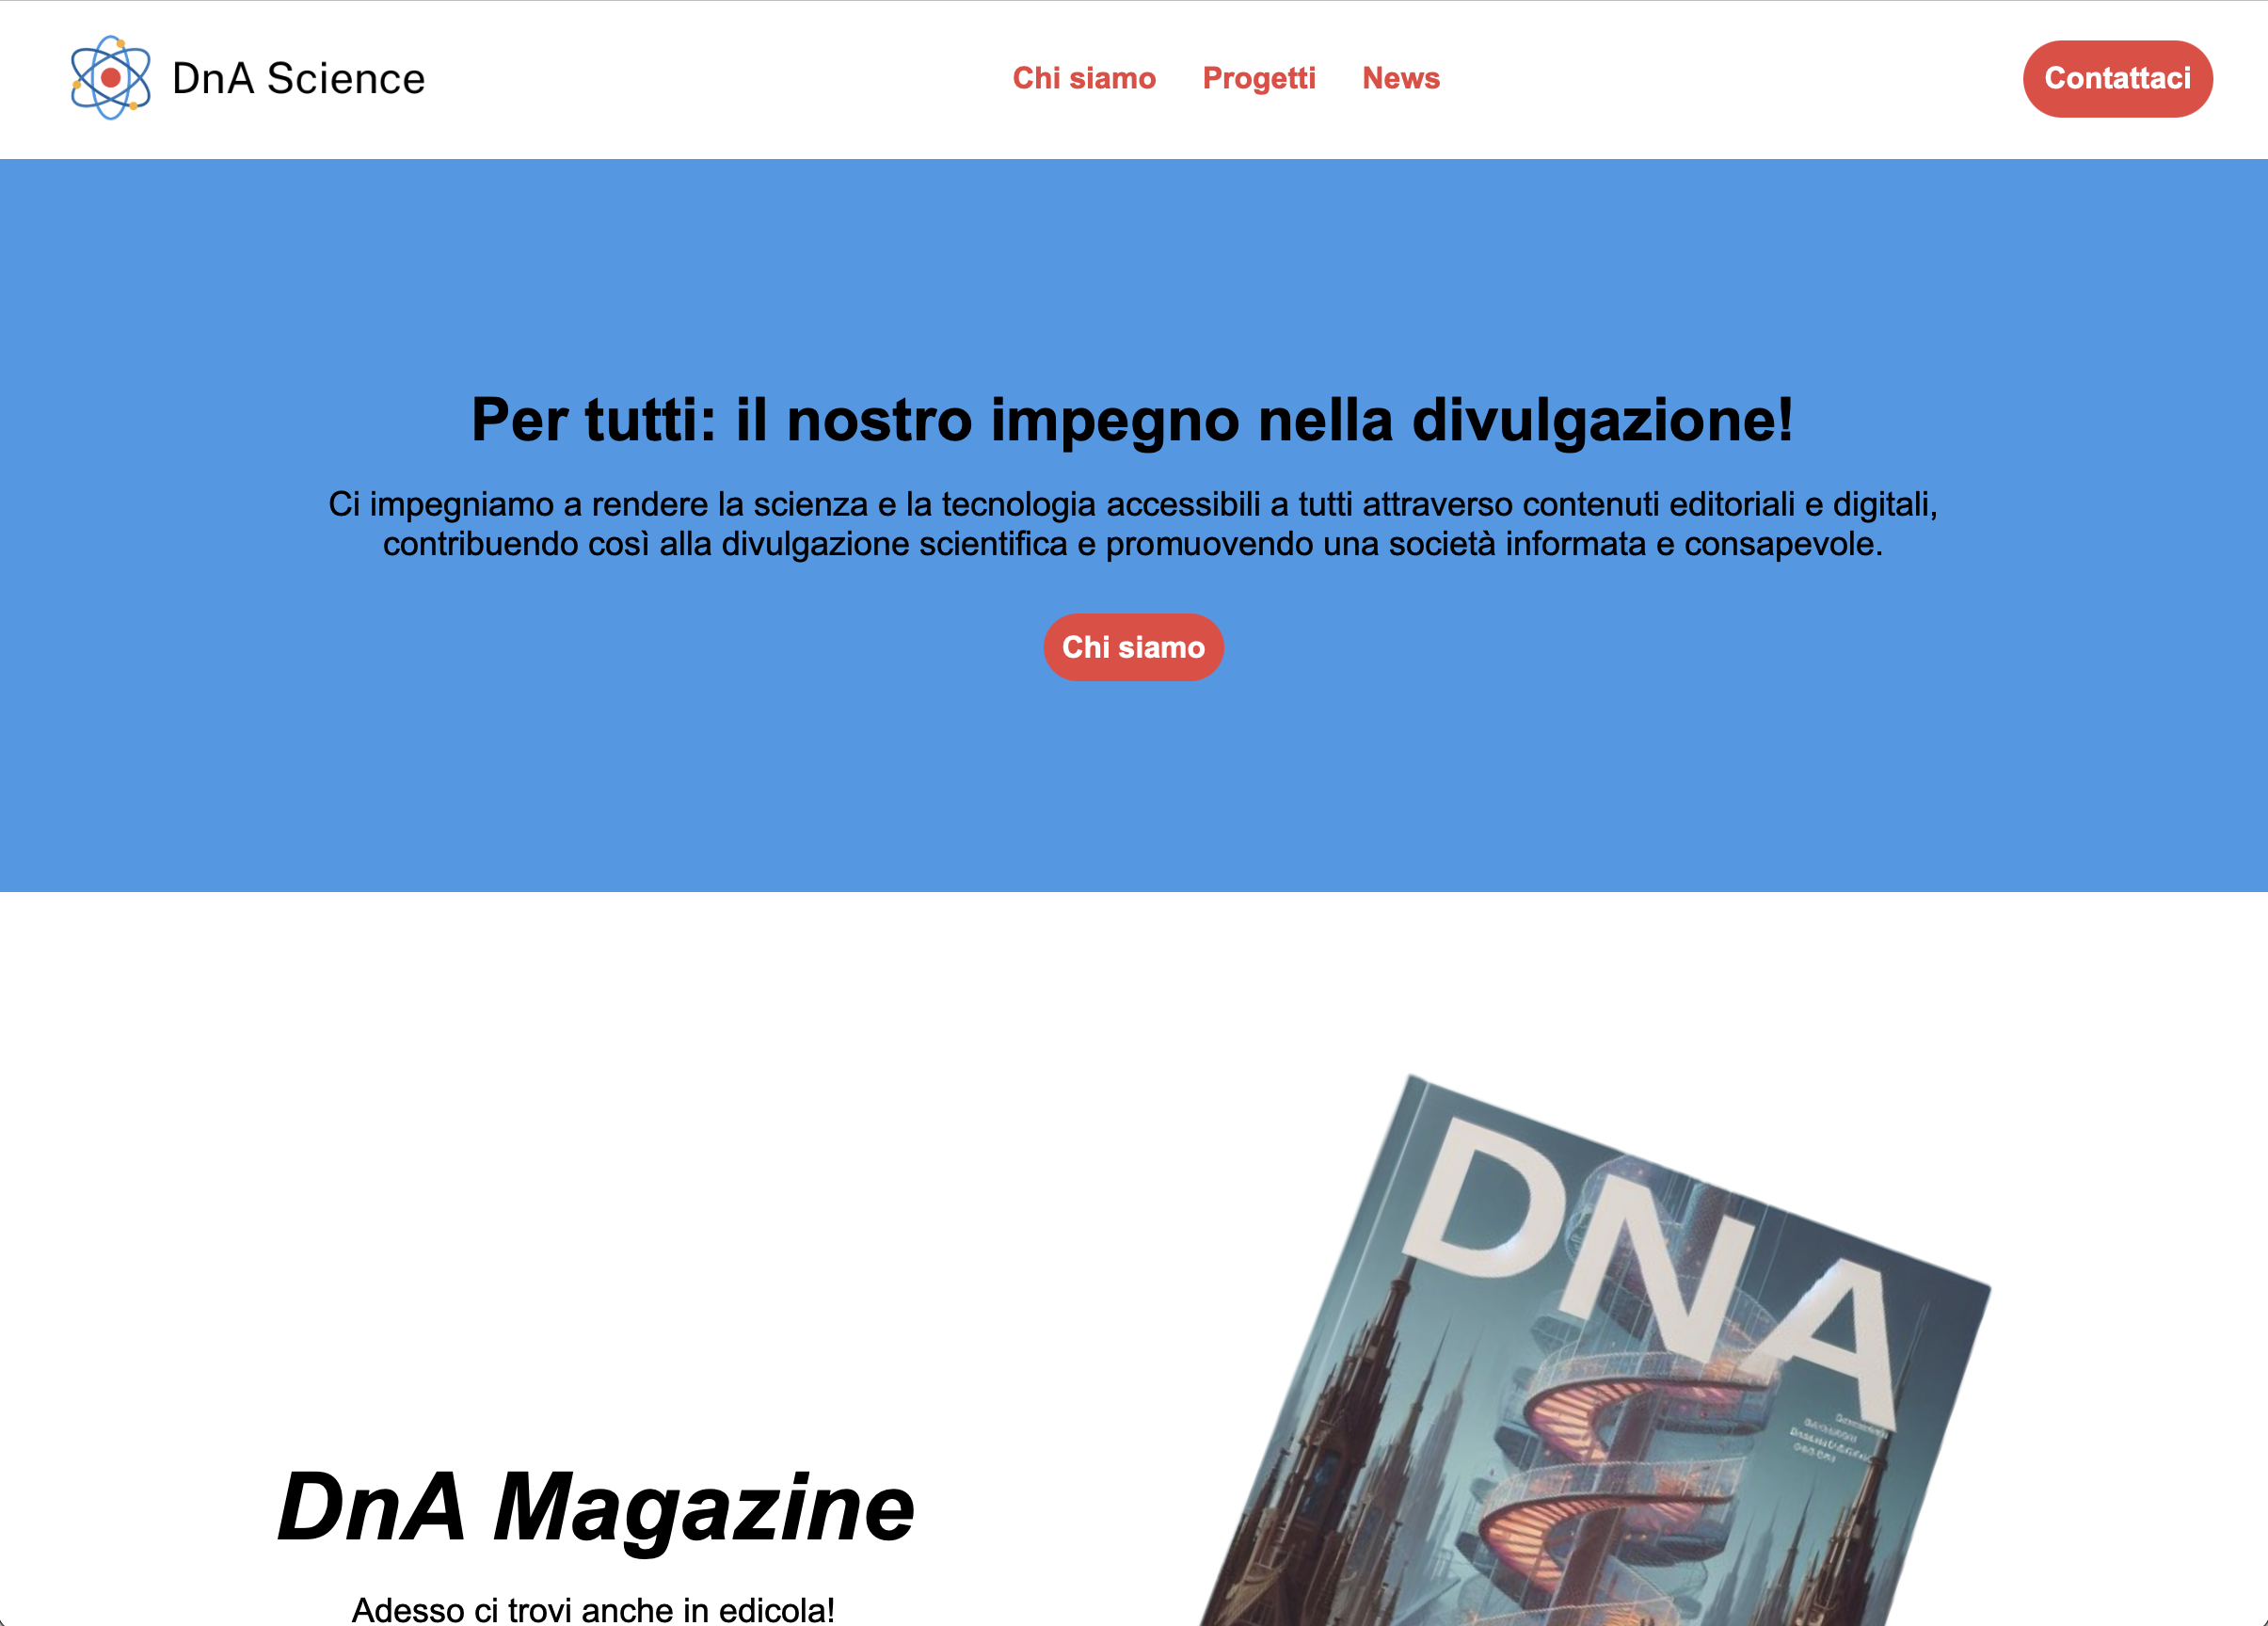 DnA Science
Chi siamo
Progetti
News
Contattaci
Per tutti: il nostro impegno nella divulgazione!
Ci impegniamo a rendere la scienza e la tecnologia accessibili a tutti attraverso contenuti editoriali e digitali,
contribuendo così alla divulgazione scientifica e promuovendo una società informata e consapevole.
Chi siamo
DNA
DnA Magazine
Adesso ci trovi anche in edicola!